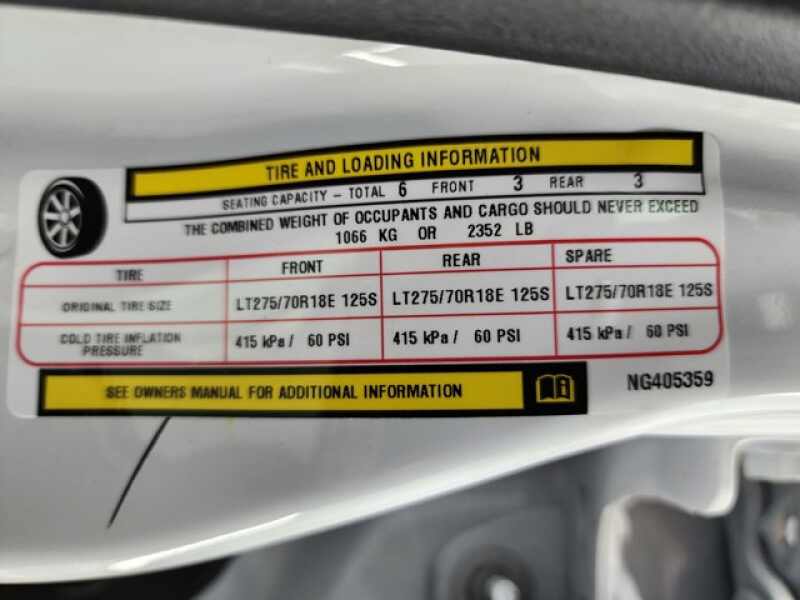 TIRE AND LOADING INFORMATION
SEATING CAPACITY – TOTAL 6 FRONT 3 REAR 3
THE COMBINED WEIGHT OF OCCUPANTS AND CARGO SHOULD NEVER EXCEED
1066 KG OR 2352 LB
TIRE FRONT REAR SPARE
ORIGINAL TIRE SIZE LT275/70R18E 125S LT275/70R18E 125S LT275/70R18E 125S
COLD TIRE INFLATION PRESSURE 415 kPa / 60 PSI 415 kPa / 60 PSI 415 kPa / 60 PSI
SEE OWNERS MANUAL FOR ADDITIONAL INFORMATION
NG405359